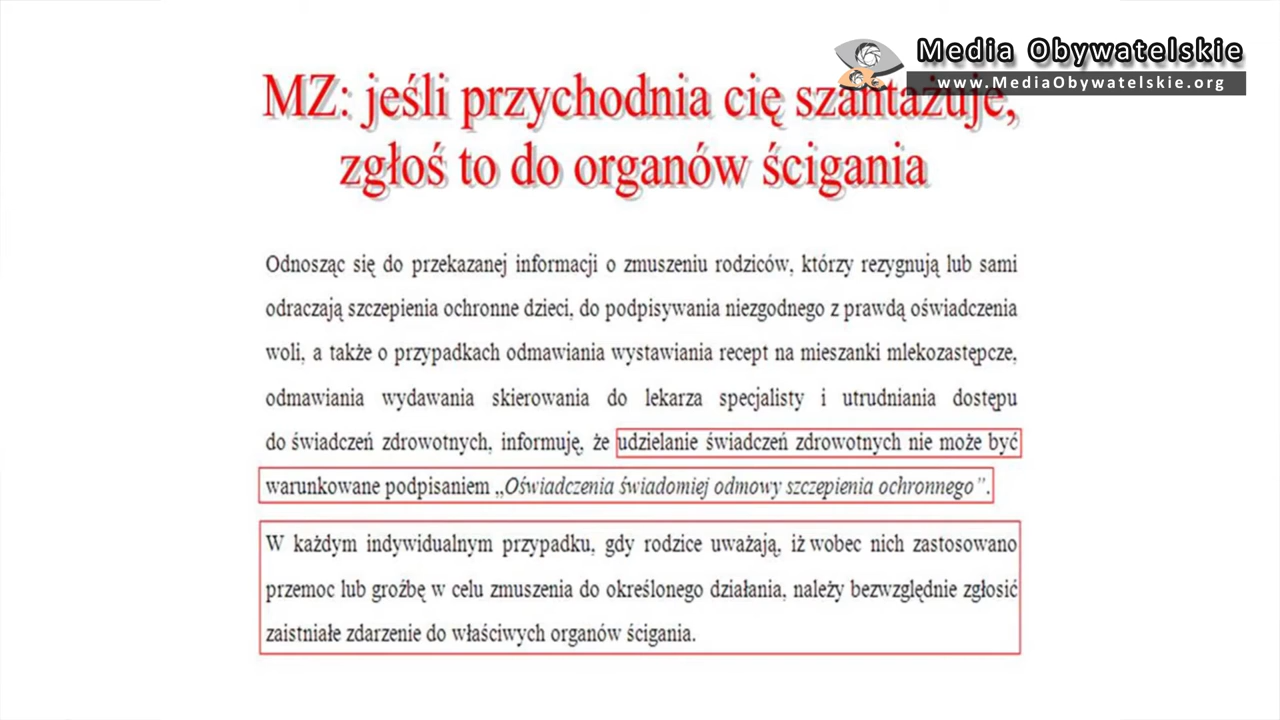 Media Obywatelskie
www.MediaObywatelskie.org
MZ: jeśli przychodnia cię szantażuje,
zgłoś to do organów ścigania
Odnosząc się do przekazanej informacji o zmuszeniu rodziców, którzy rezygnują lub sami
odraczają szczepienia ochronne dzieci, do podpisywania niezgodnego z prawdą oświadczenia
woli, a także o przypadkach odmawiania wystawiania recept na mieszanki mlekozastępcze,
odmawiania wydawania skierowania do lekarza specjalisty i utrudniania dostępu
do świadczeń zdrowotnych, informuję, że udzielanie świadczeń zdrowotnych nie może być
warunkowane podpisaniem „Oświadczenia świadomiej odmowy szczepienia ochronnego”.
W każdym indywidualnym przypadku, gdy rodzice uważają, iż wobec nich zastosowano
przemoc lub groźbę w celu zmuszenia do określonego działania, należy bezwzględnie zgłosić
zaistniałe zdarzenie do właściwych organów ścigania.